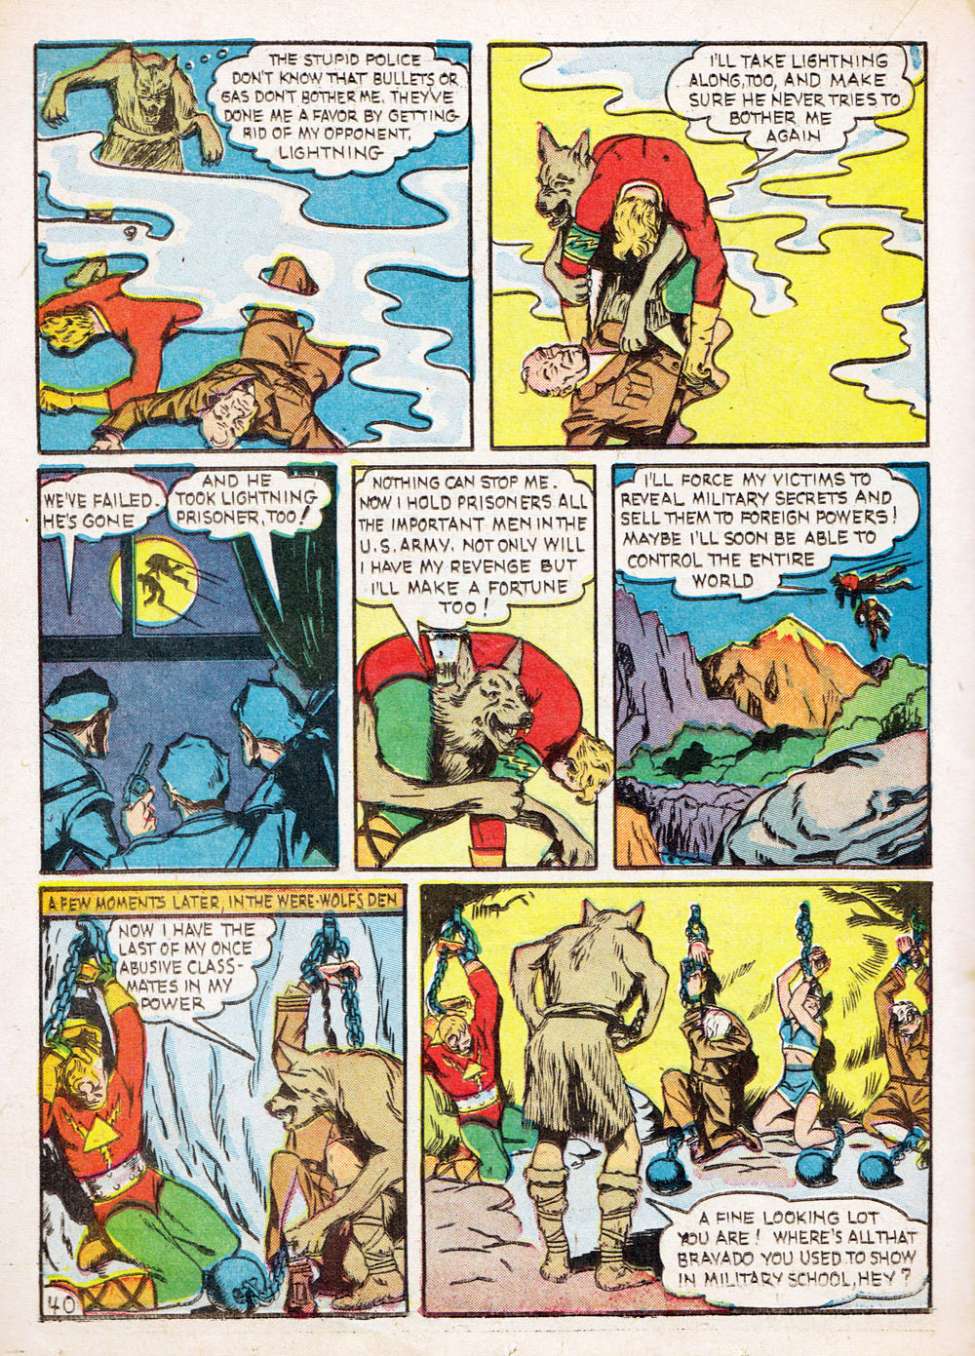 THE STUPID POLICE
DON'T KNOW THAT BULLETS OR
GAS DON'T BOTHER ME. THEY'VE
DONE ME A FAVOR BY GETTING
RID OF MY OPPONENT,
LIGHTNING
I'LL TAKE LIGHTNING
ALONG, TOO, AND MAKE
SURE HE NEVER TRIES TO
BOTHER ME
AGAIN
WE'VE FAILED.
HE'S GONE
AND HE
TOOK LIGHTNING
PRISONER, TOO!
NOTHING CAN STOP ME.
NOW I HOLD PRISONERS ALL
THE IMPORTANT MEN IN THE
U.S. ARMY. NOT ONLY WILL
I HAVE MY REVENGE BUT
I'LL MAKE A FORTUNE
TOO!
I'LL FORCE MY VICTIMS TO
REVEAL MILITARY SECRETS AND
SELL THEM TO FOREIGN POWERS!
MAYBE I'LL SOON BE ABLE TO
CONTROL THE ENTIRE
WORLD
A FEW MOMENTS LATER, IN THE WERE-WOLF'S DEN
NOW I HAVE THE
LAST OF MY ONCE
ABUSIVE CLASS-
MATES IN MY
POWER
A FINE LOOKING LOT
YOU ARE! WHERE'S ALL THAT
BRAVADO YOU USED TO SHOW
IN MILITARY SCHOOL, HEY?
40